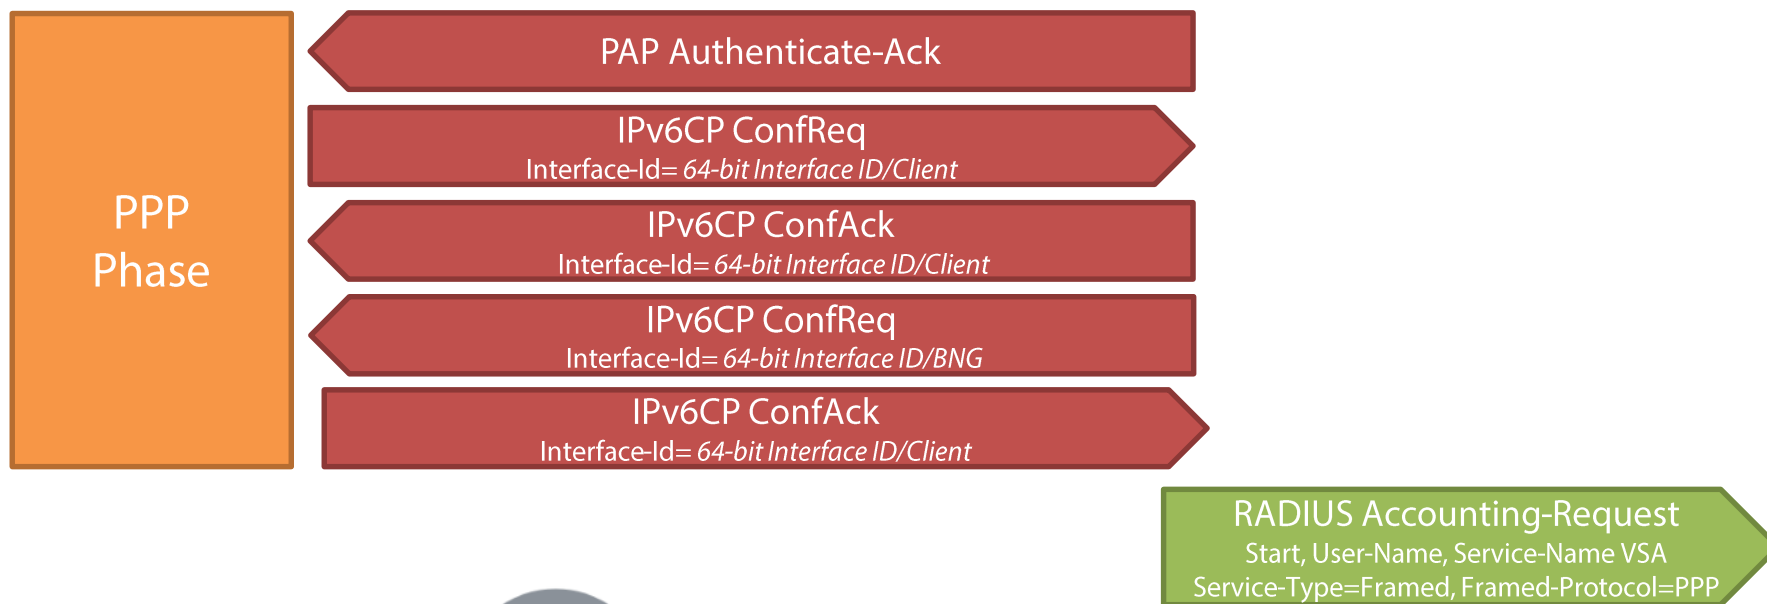 PAP Authenticate-Ack
IPv6CP ConfReq
Interface-Id= 64-bit Interface ID/Client
PPP
Phase
IPv6CP ConfAck
Interface-Id= 64-bit Interface ID/Client
IPv6CP ConfReq
Interface-Id= 64-bit Interface ID/BNG
IPv6CP ConfAck
Interface-Id= 64-bit Interface ID/Client
RADIUS Accounting-Request
Start, User-Name, Service-Name VSA
Service-Type=Framed, Framed-Protocol=PPP